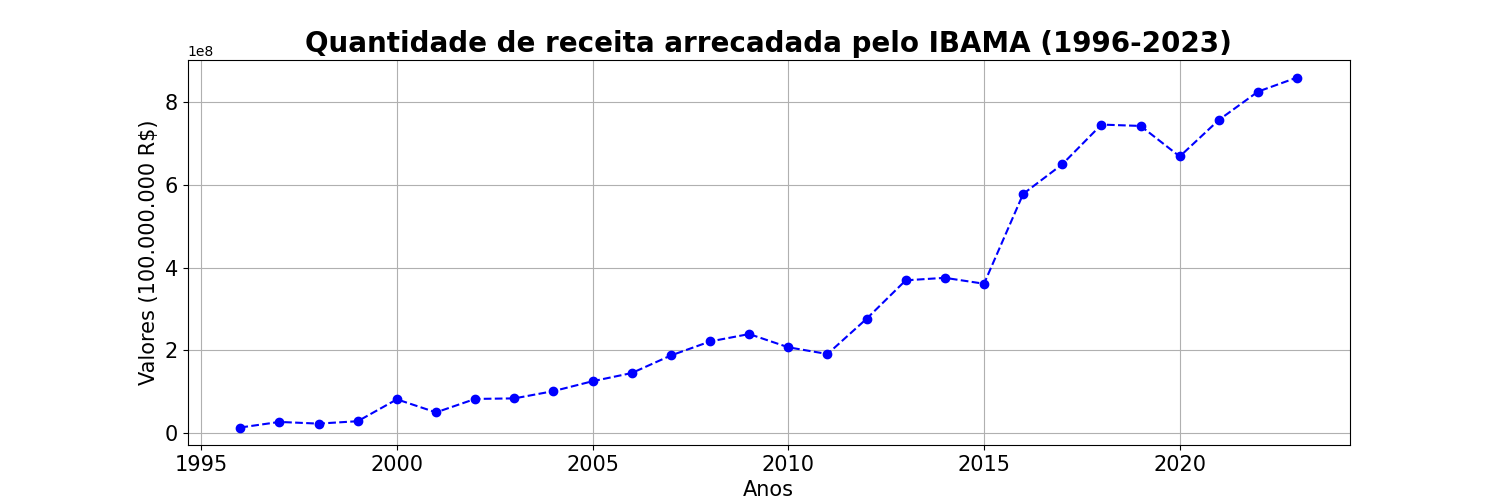 Quantidade de receita arrecadada pelo IBAMA (1996-2023)
1e8
8
6
4
2
0
Valores (100.000.000 R$)
1995 2000 2005 2010 2015 2020
Anos